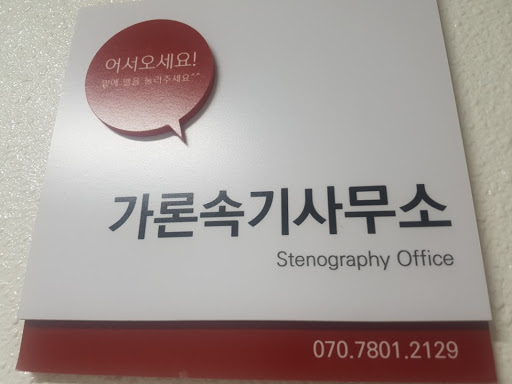 어서오세요!
밑에 벨을 눌러주세요^^
가론속기사무소
Stenography Office
070.7801.2129